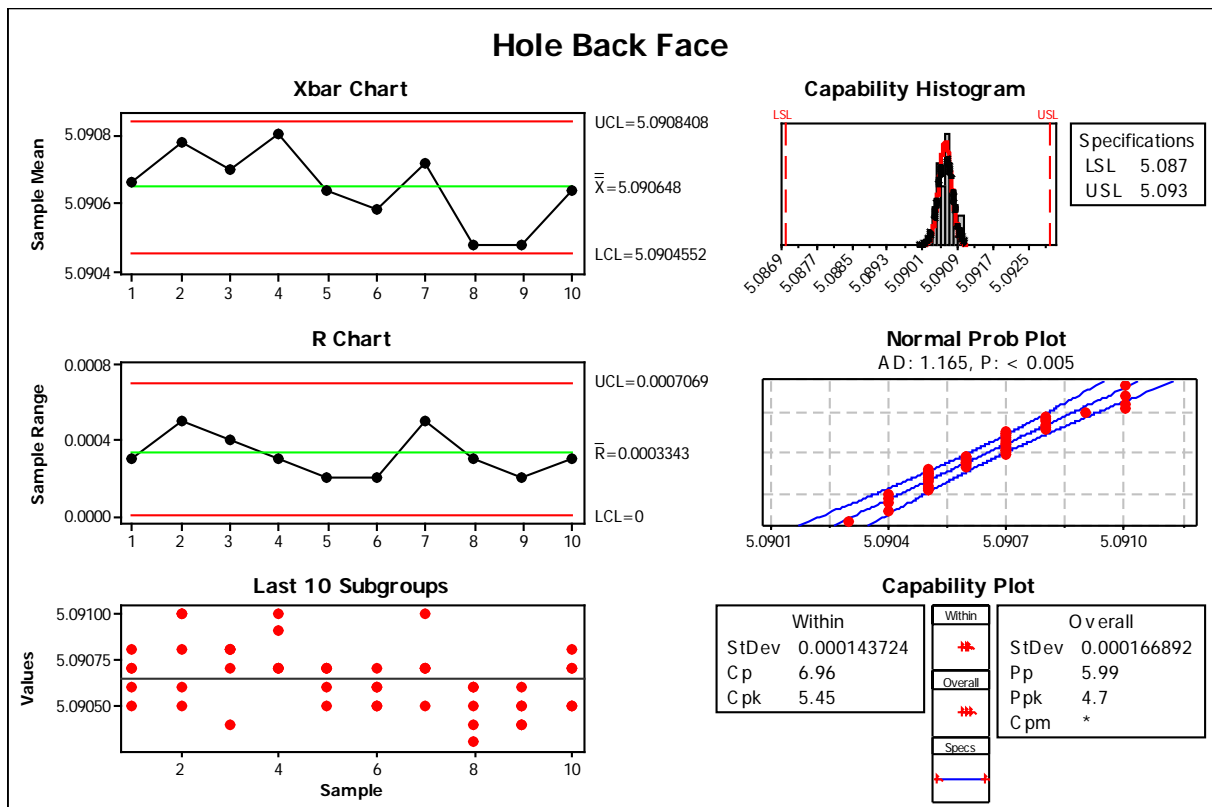 Hole Back Face
Xbar Chart
Sample Mean
5.0908
5.0906
5.0904
1 2 3 4 5 6 7 8 9 10
UCL=5.0908408
X=5.090648
LCL=5.0904552
Capability Histogram
LSL USL
5.0869 5.0877 5.0885 5.0893 5.0901 5.0909 5.0917 5.0925
Specifications
LSL 5.087
USL 5.093
R Chart
Sample Range
0.0008
0.0004
0.0000
1 2 3 4 5 6 7 8 9 10
UCL=0.0007069
R=0.0003343
LCL=0
Normal Prob Plot
AD: 1.165, P: < 0.005
5.0901 5.0904 5.0907 5.0910
Last 10 Subgroups
Values
5.09100
5.09075
5.09050
2 4 6 8 10
Sample
Capability Plot
Within
StDev 0.000143724
Cp 6.96
Cpk 5.45
Within
Overall
Specs
Overall
StDev 0.000166892
Pp 5.99
Ppk 4.7
Cpm *